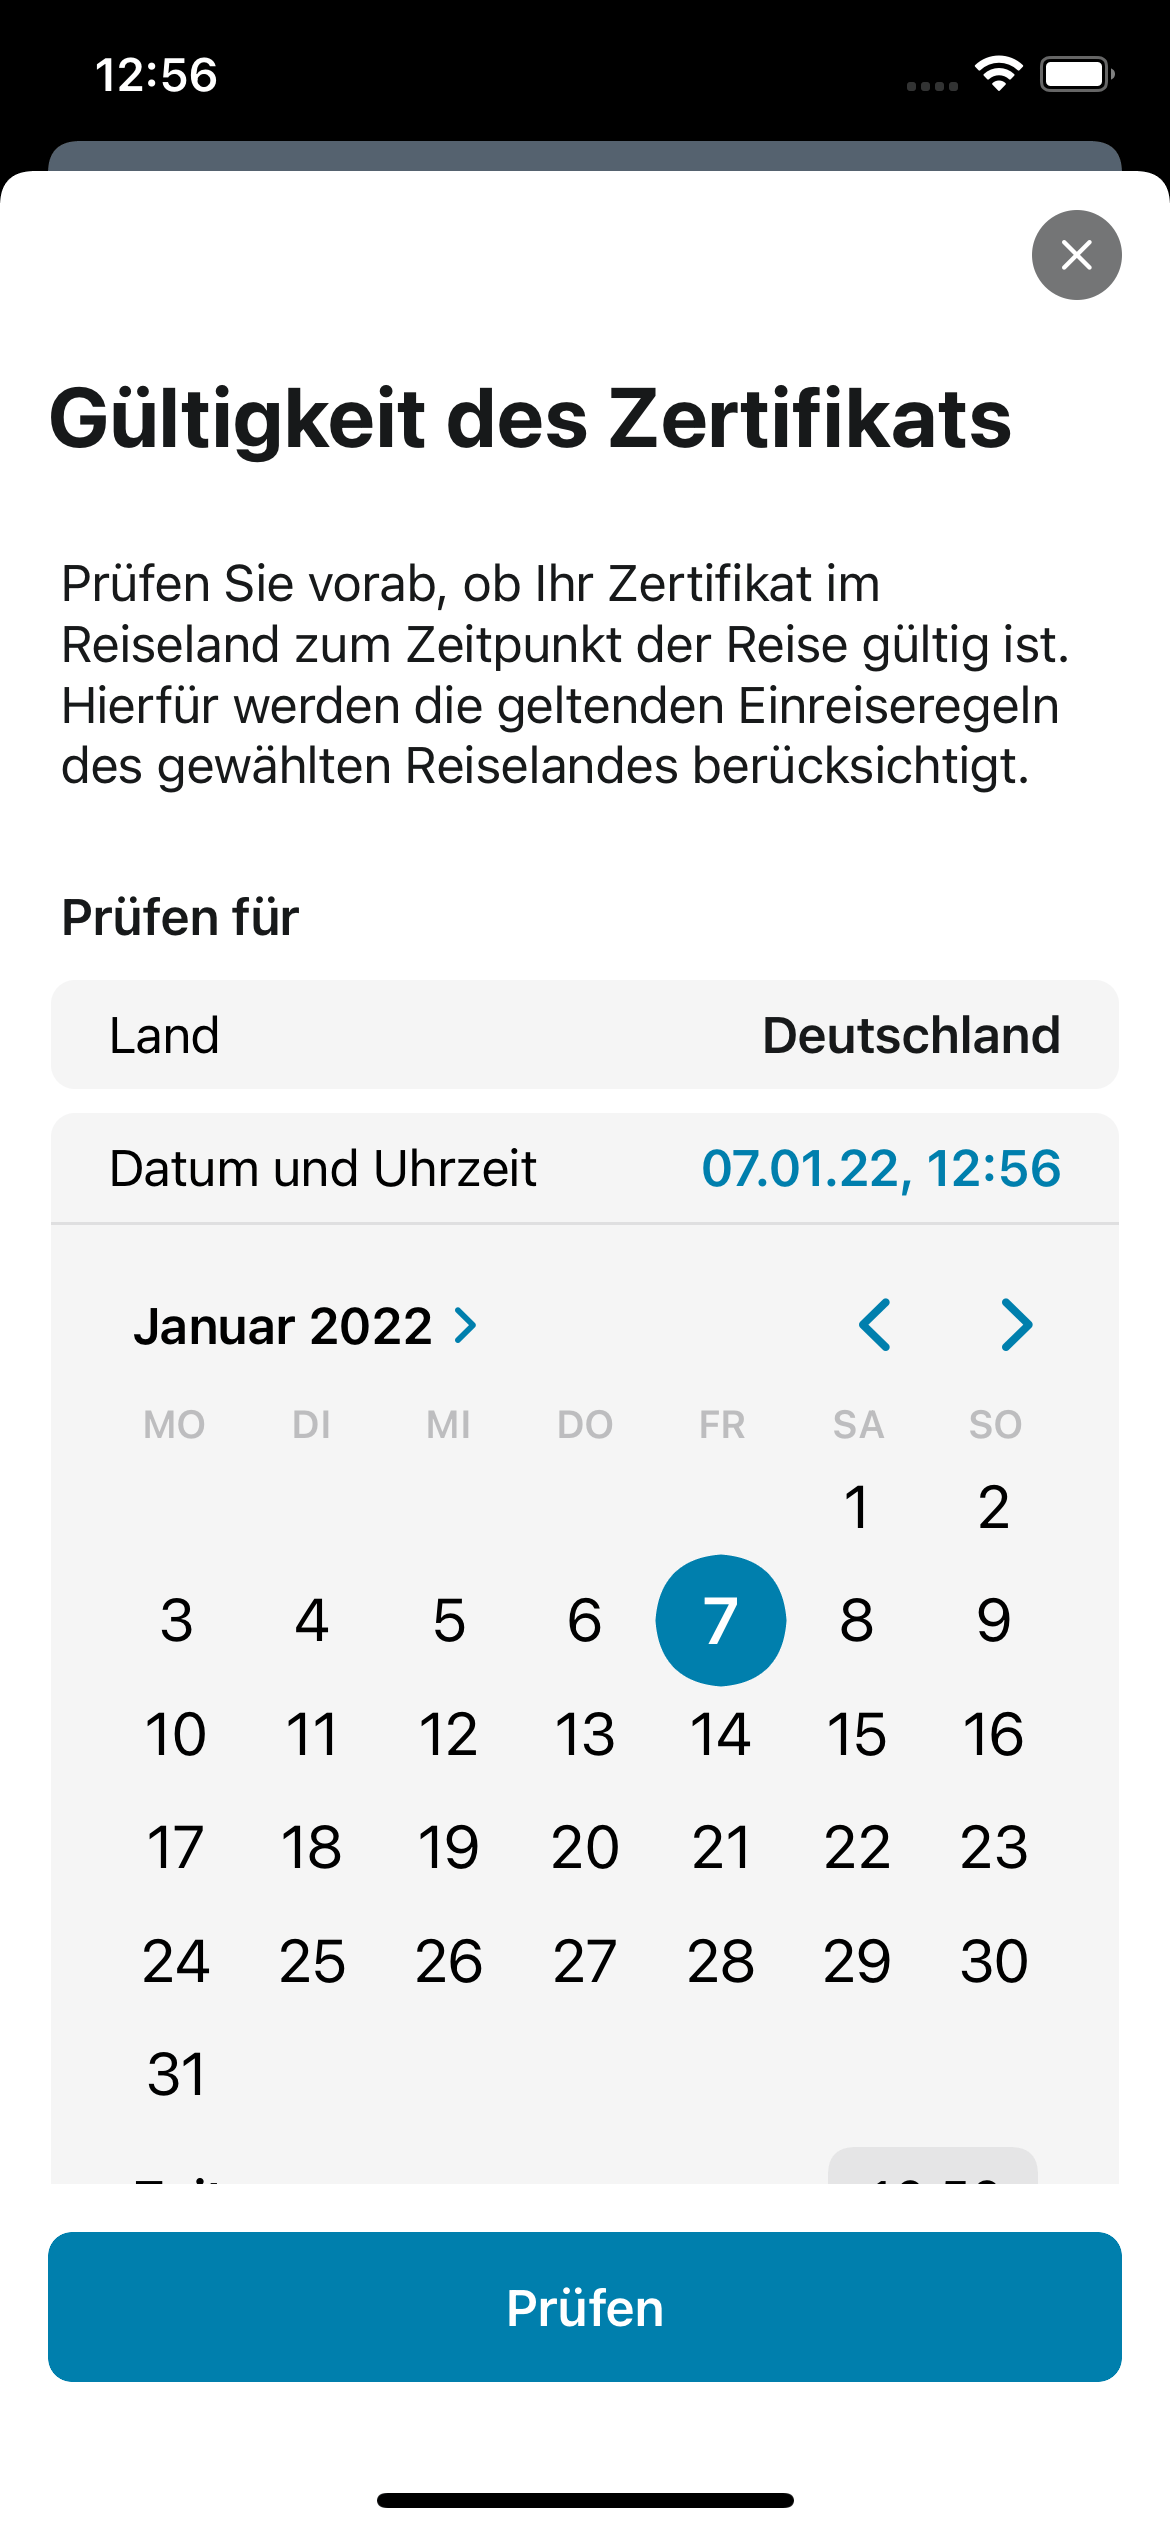 12:56
Gültigkeit des Zertifikats
Prüfen Sie vorab, ob Ihr Zertifikat im
Reiseland zum Zeitpunkt der Reise gültig ist.
Hierfür werden die geltenden Einreiseregeln
des gewählten Reiselandes berücksichtigt.
Prüfen für
Land Deutschland
Datum und Uhrzeit 07.01.22, 12:56
Januar 2022
MO DI MI DO FR SA SO
1 2
3 4 5 6 7 8 9
10 11 12 13 14 15 16
17 18 19 20 21 22 23
24 25 26 27 28 29 30
31
Prüfen